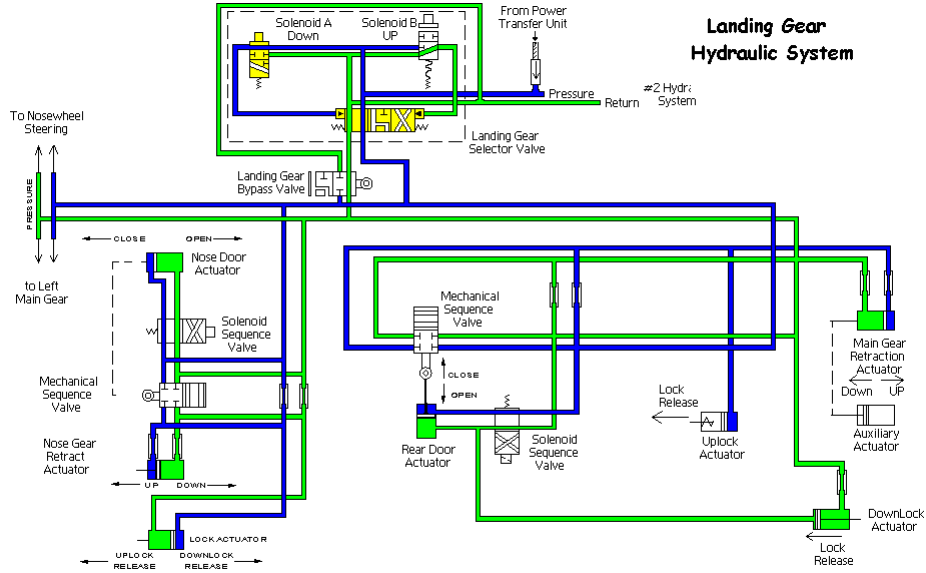 Landing Gear
Hydraulic System
Solenoid A
Down
Solenoid B
UP
From Power
Transfer Unit
Pressure
Return
#2 Hydra
System
Landing Gear
Selector Valve
To Nosewheel
Steering
PRESSURE
Landing Gear
Bypass Valve
CLOSE OPEN
Nose Door
Actuator
to Left
Main Gear
Solenoid
Sequence
Valve
Mechanical
Sequence
Valve
Nose Gear
Retract
Actuator
UP DOWN
LOCK ACTUATOR
UPLOCK
RELEASE
DOWNLOCK
RELEASE
Mechanical
Sequence
Valve
CLOSE
OPEN
Rear Door
Actuator
Solenoid
Sequence
Valve
Lock
Release
Uplock
Actuator
Main Gear
Retraction
Actuator
Down UP
Auxiliary
Actuator
DownLock
Actuator
Lock
Release